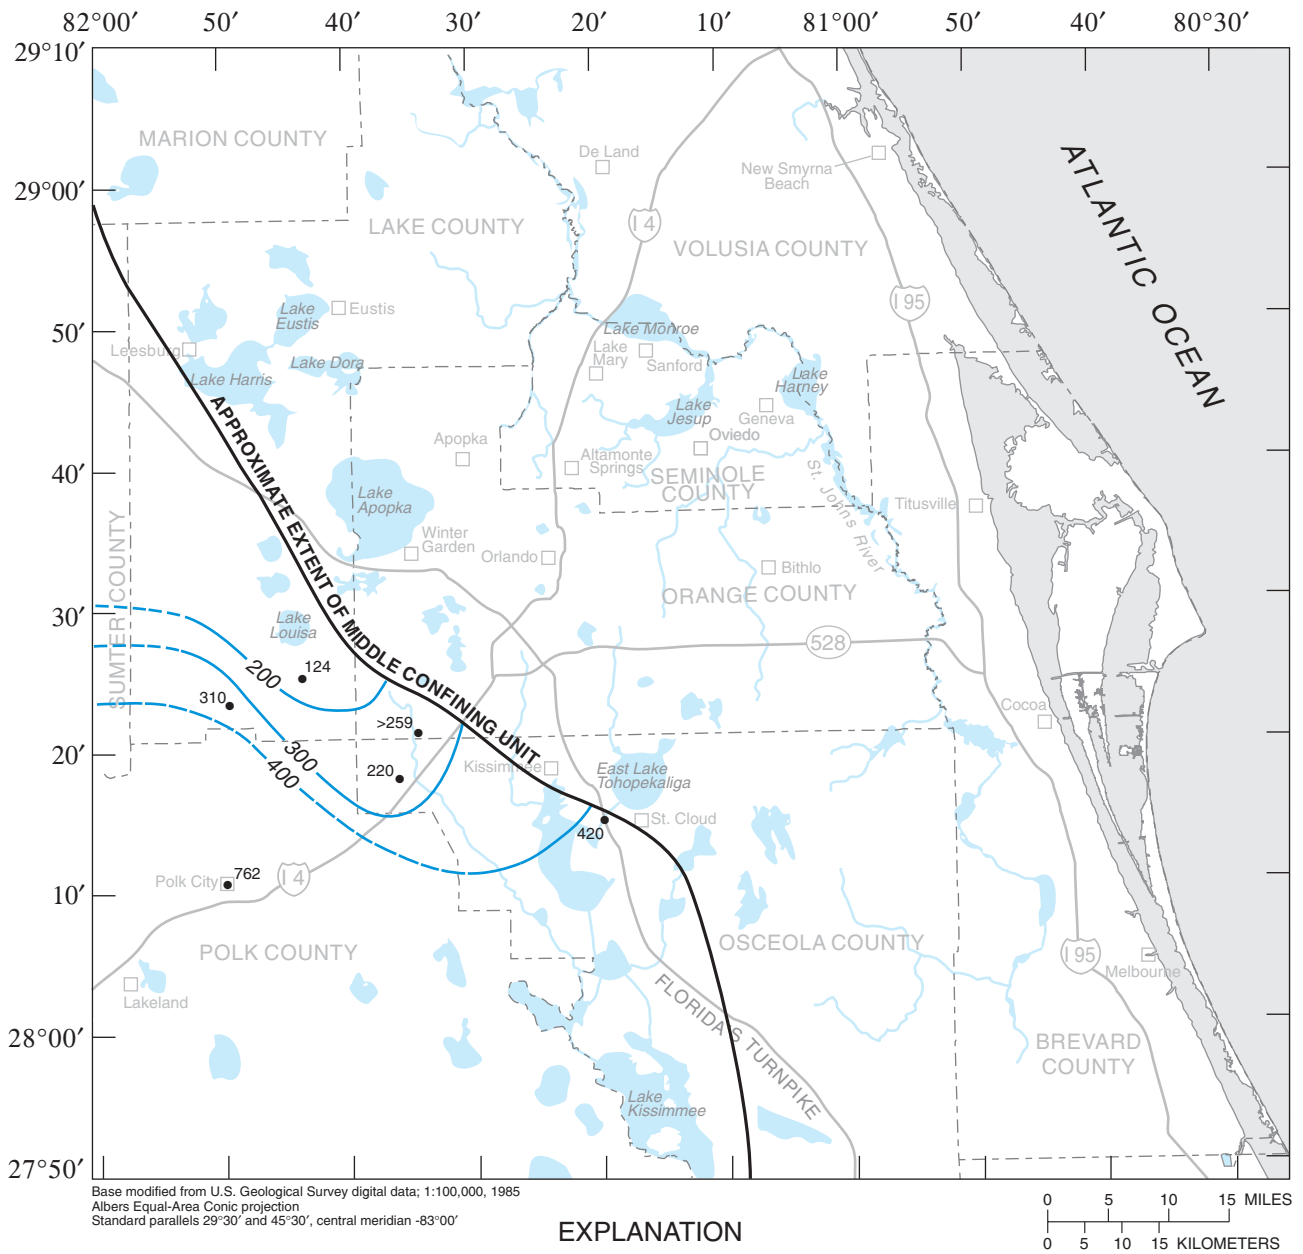 82°00′ 50′ 40′ 30′ 20′ 10′ 81°00′ 50′ 40′ 80°30′
29°10′
29°00′
50′
40′
30′
20′
10′
28°00′
27°50′
MARION COUNTY
De Land
New Smyrna
Beach
ATLANTIC OCEAN
LAKE COUNTY
I 4
VOLUSIA COUNTY
I 95
Lake
Eustis
Eustis
Leesburg
Lake Dora
Lake Harris
Lake Monroe
Lake
Mary
Sanford
Lake
Harney
Lake
Jesup
Geneva
Oviedo
APPROXIMATE EXTENT OF MIDDLE CONFINING UNIT
Apopka
Altamonte
Springs
SEMINOLE
COUNTY
St. Johns River
Titusville
Lake
Apopka
Winter
Garden
Orlando
Bithlo
SUMTER COUNTY
ORANGE COUNTY
Lake
Louisa
528
200
124
310
>259
300
400
220
Kissimmee
East Lake
Tohopekaliga
Cocoa
420
St. Cloud
Polk City
762
I 4
POLK COUNTY
OSCEOLA COUNTY
I 95
Melbourne
Lakeland
FLORIDA'S TURNPIKE
BREVARD
COUNTY
Lake
Kissimmee
Base modified from U.S. Geological Survey digital data; 1:100,000, 1985
Albers Equal-Area Conic projection
Standard parallels 29°30′ and 45°30′, central meridian -83°00′
EXPLANATION
0 5 10 15 MILES
0 5 10 15 KILOMETERS